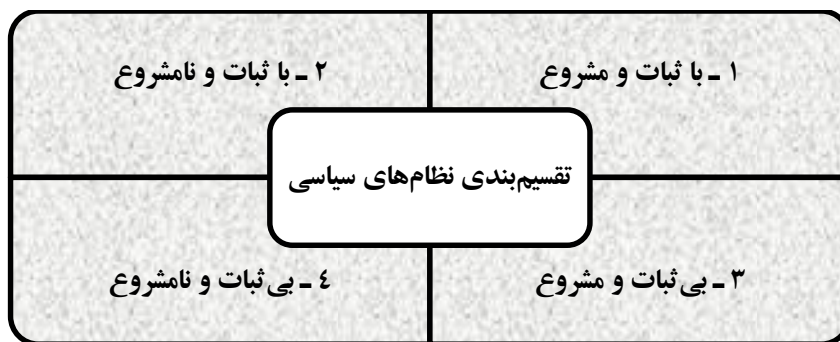 ۱ ـ با ثبات و مشروع
۲ ـ با ثبات و نامشروع
تقسیم‌بندی نظام‌های سیاسی
۳ ـ بی‌ثبات و مشروع
٤ ـ بی‌ثبات و نامشروع